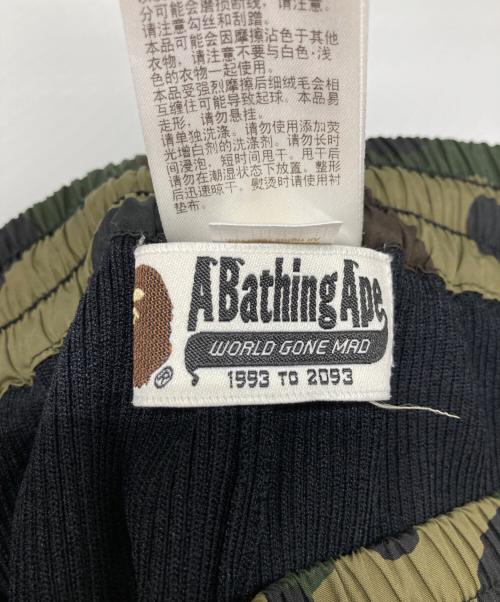 分可能会磨损断线，请注意。
请注意勾丝和刮蹭。
本品可能会因摩擦沾色于其他
衣物，请注意不要与白色·浅
色的衣物一起使用。
本品受强烈摩擦后细绒毛会相
互缠住可能导致起球。本品易
走形，请勿悬挂。
请单独洗涤。请勿使用添加荧
光增白剂的洗涤剂。请勿长时
间浸泡，短时间甩干。甩干后
请勿在潮湿状态下放置。整形
后迅速晾干。熨烫时请使用衬
垫布。
A Bathing Ape
WORLD GONE MAD
® 1993 TO 2093